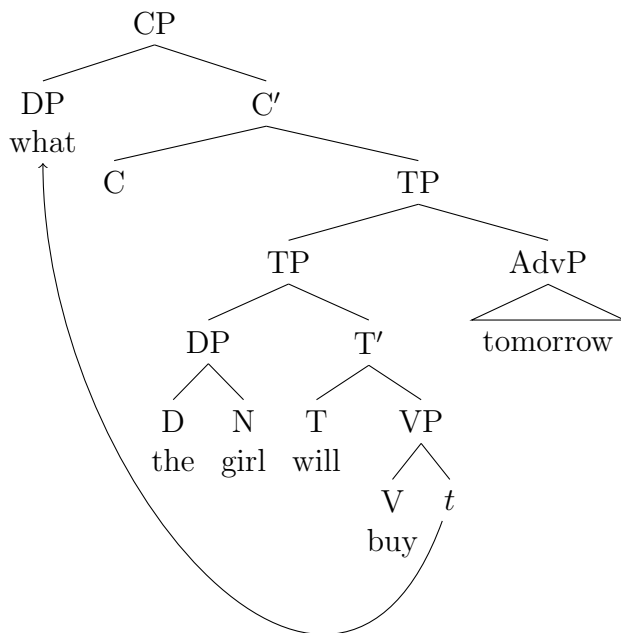 CP
DP C′
what
C TP
TP AdvP
DP T′ tomorrow
D N T VP
the girl will
V t
buy